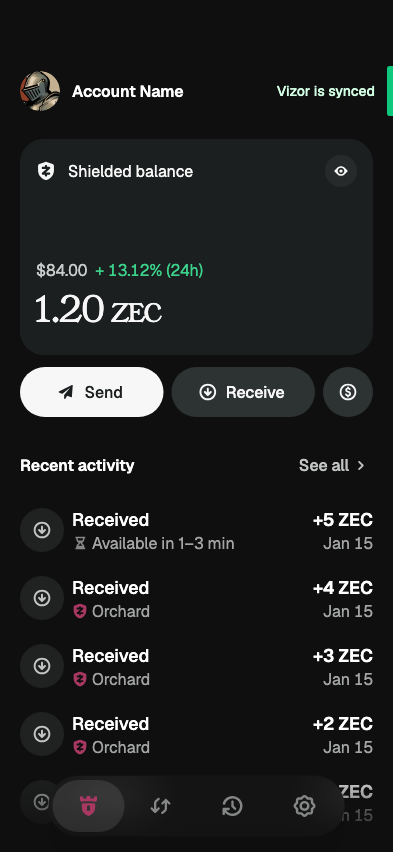 Account Name
Vizor is synced
Shielded balance
$84.00 + 13.12% (24h)
1.20 ZEC
Send
Receive
Recent activity
See all
Received
+5 ZEC
Available in 1–3 min
Jan 15
Received
+4 ZEC
Orchard
Jan 15
Received
+3 ZEC
Orchard
Jan 15
Received
+2 ZEC
Orchard
Jan 15
ZEC
15